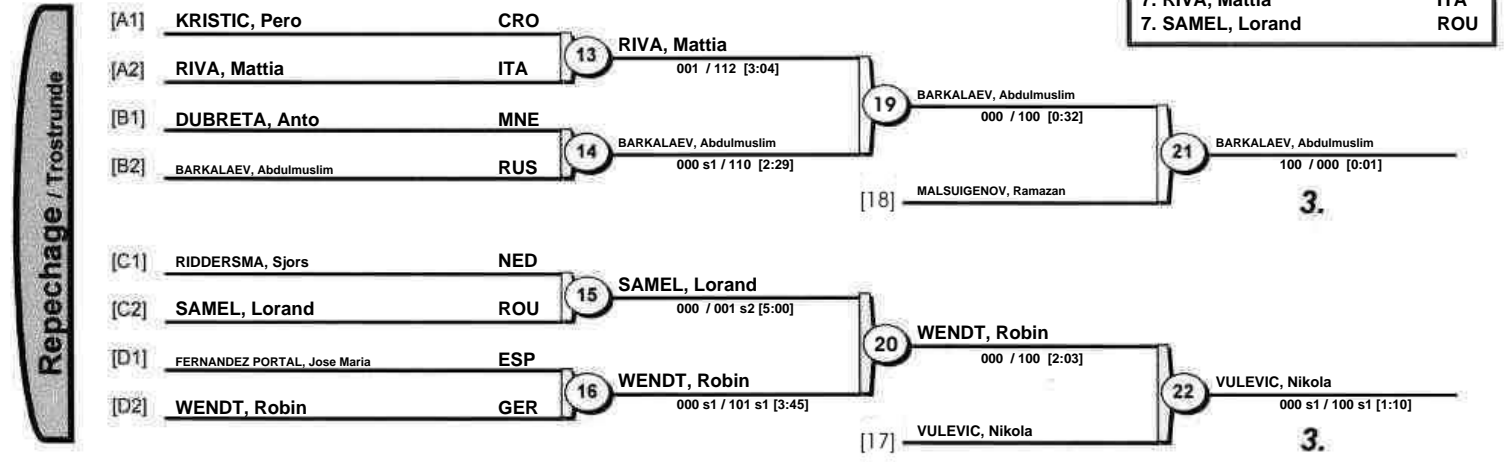 7. RIVA, Mattia ITA
7. SAMEL, Lorand ROU
Repechage / Trostrunde
[A1] KRISTIC, Pero CRO
[A2] RIVA, Mattia ITA
13 RIVA, Mattia
001 / 112 [3:04]
[B1] DUBRETA, Anto MNE
[B2] BARKALAEV, Abdulmuslim RUS
14 BARKALAEV, Abdulmuslim
000 s1 / 110 [2:29]
19 BARKALAEV, Abdulmuslim
000 / 100 [0:32]
[18] MALSUIGENOV, Ramazan
21 BARKALAEV, Abdulmuslim
100 / 000 [0:01]
3.
[C1] RIDDERSMA, Sjors NED
[C2] SAMEL, Lorand ROU
15 SAMEL, Lorand
000 / 001 s2 [5:00]
[D1] FERNANDEZ PORTAL, Jose Maria ESP
[D2] WENDT, Robin GER
16 WENDT, Robin
000 s1 / 101 s1 [3:45]
20 WENDT, Robin
000 / 100 [2:03]
[17] VULEVIC, Nikola
22 VULEVIC, Nikola
000 s1 / 100 s1 [1:10]
3.